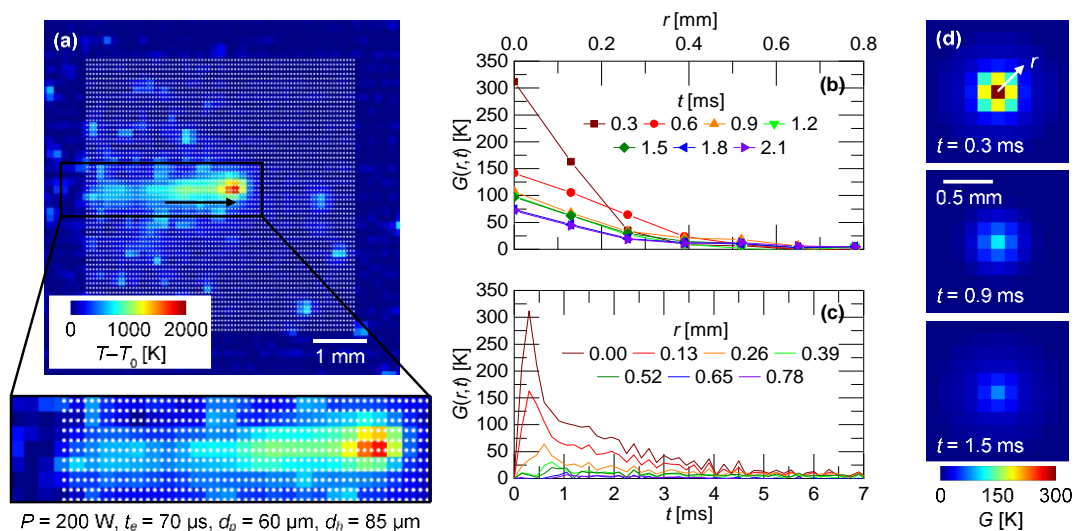 (a)
0 1000 2000
T–T₀ [K]
1 mm
P = 200 W, tₑ = 70 µs, dₚ = 60 µm, dₕ = 85 µm
r [mm]
0.0 0.2 0.4 0.6 0.8
(b)
350
300
250
200
150
100
50
0
G(r,t) [K]
t [ms]
0.3 0.6 0.9 1.2
1.5 1.8 2.1
(c)
350
300
250
200
150
100
50
0
G(r,t) [K]
r [mm]
0.00 0.13 0.26 0.39
0.52 0.65 0.78
0 1 2 3 4 5 6 7
t [ms]
(d)
r
t = 0.3 ms
0.5 mm
t = 0.9 ms
t = 1.5 ms
0 150 300
G [K]